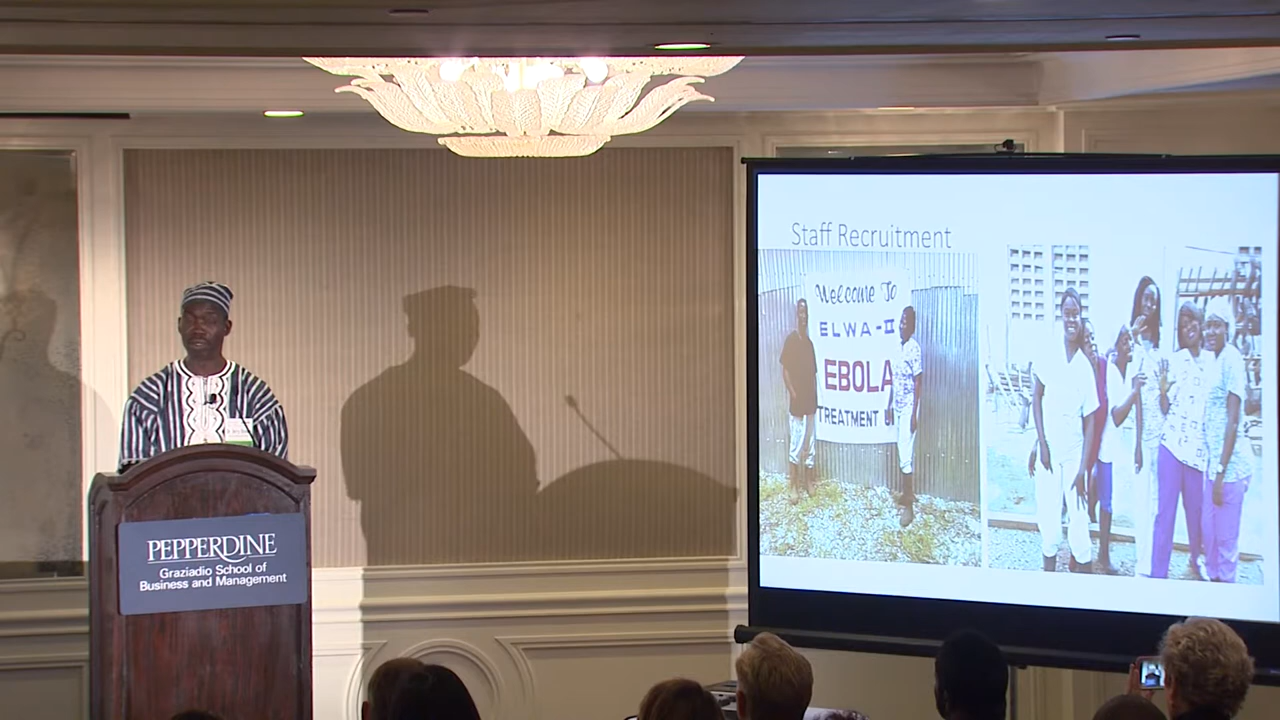 PEPPERDINE
Graziadio School of
Business and Management
Staff Recruitment
Welcome To
ELWA-II
EBOLA
TREATMENT